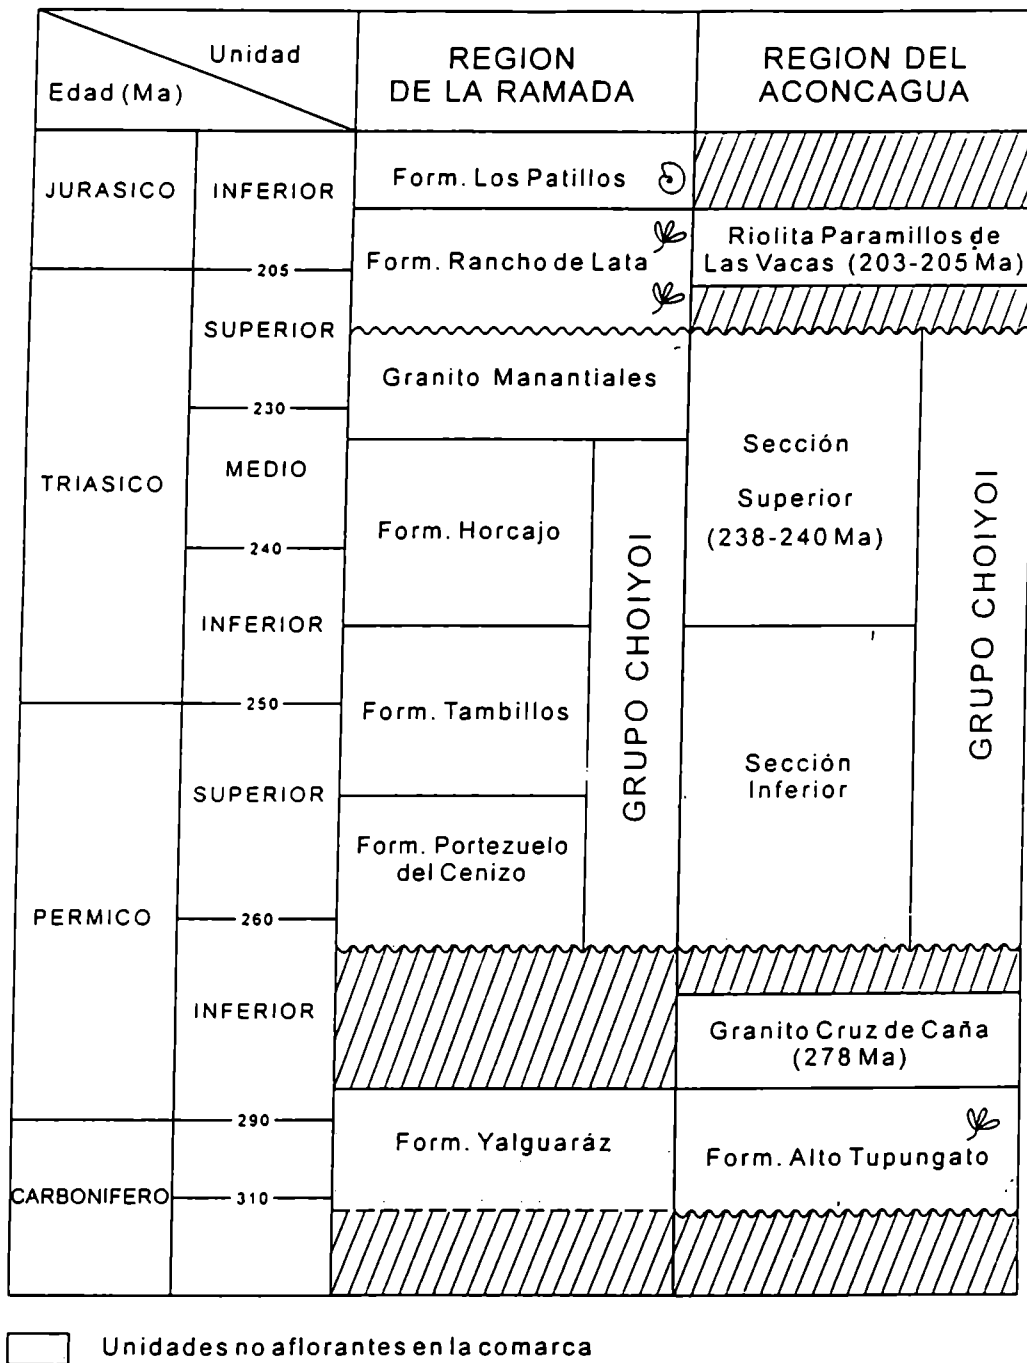 Unidad
Edad (Ma)
REGION
DE LA RAMADA
REGION DEL
ACONCAGUA
JURASICO
INFERIOR
Form. Los Patillos
205
Form. Rancho de Lata
Riolita Paramillos de
Las Vacas (203-205 Ma)
SUPERIOR
Granito Manantiales
230
TRIASICO
MEDIO
Form. Horcajo
240
INFERIOR
Sección
Superior
(238-240 Ma)
GRUPO CHOIYOI
GRUPO CHOIYOI
250
Form. Tambillos
Sección
Inferior
PERMICO
SUPERIOR
Form. Portezuelo
del Cenizo
260
INFERIOR
Granito Cruz de Caña
(278 Ma)
290
Form. Yalguaráz
Form. Alto Tupungato
CARBONIFERO
310
Unidades no aflorantes en la comarca